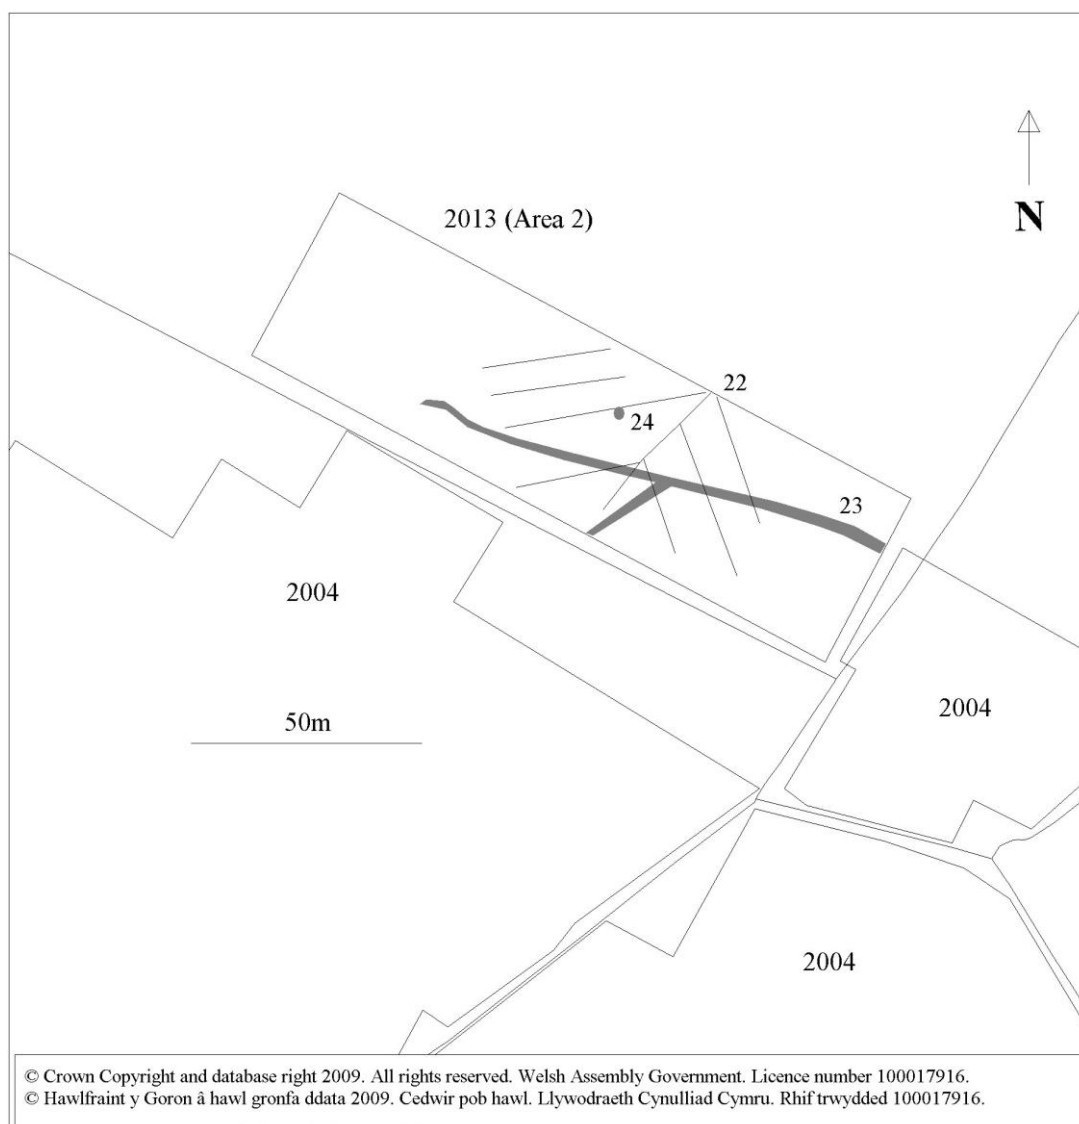 2013 (Area 2)
N
22
24
23
2004
2004
50m
2004
© Crown Copyright and database right 2009. All rights reserved. Welsh Assembly Government. Licence number 100017916.
© Hawlfraint y Goron â hawl gronfa ddata 2009. Cedwir pob hawl. Llywodraeth Cynulliad Cymru. Rhif trwydded 100017916.